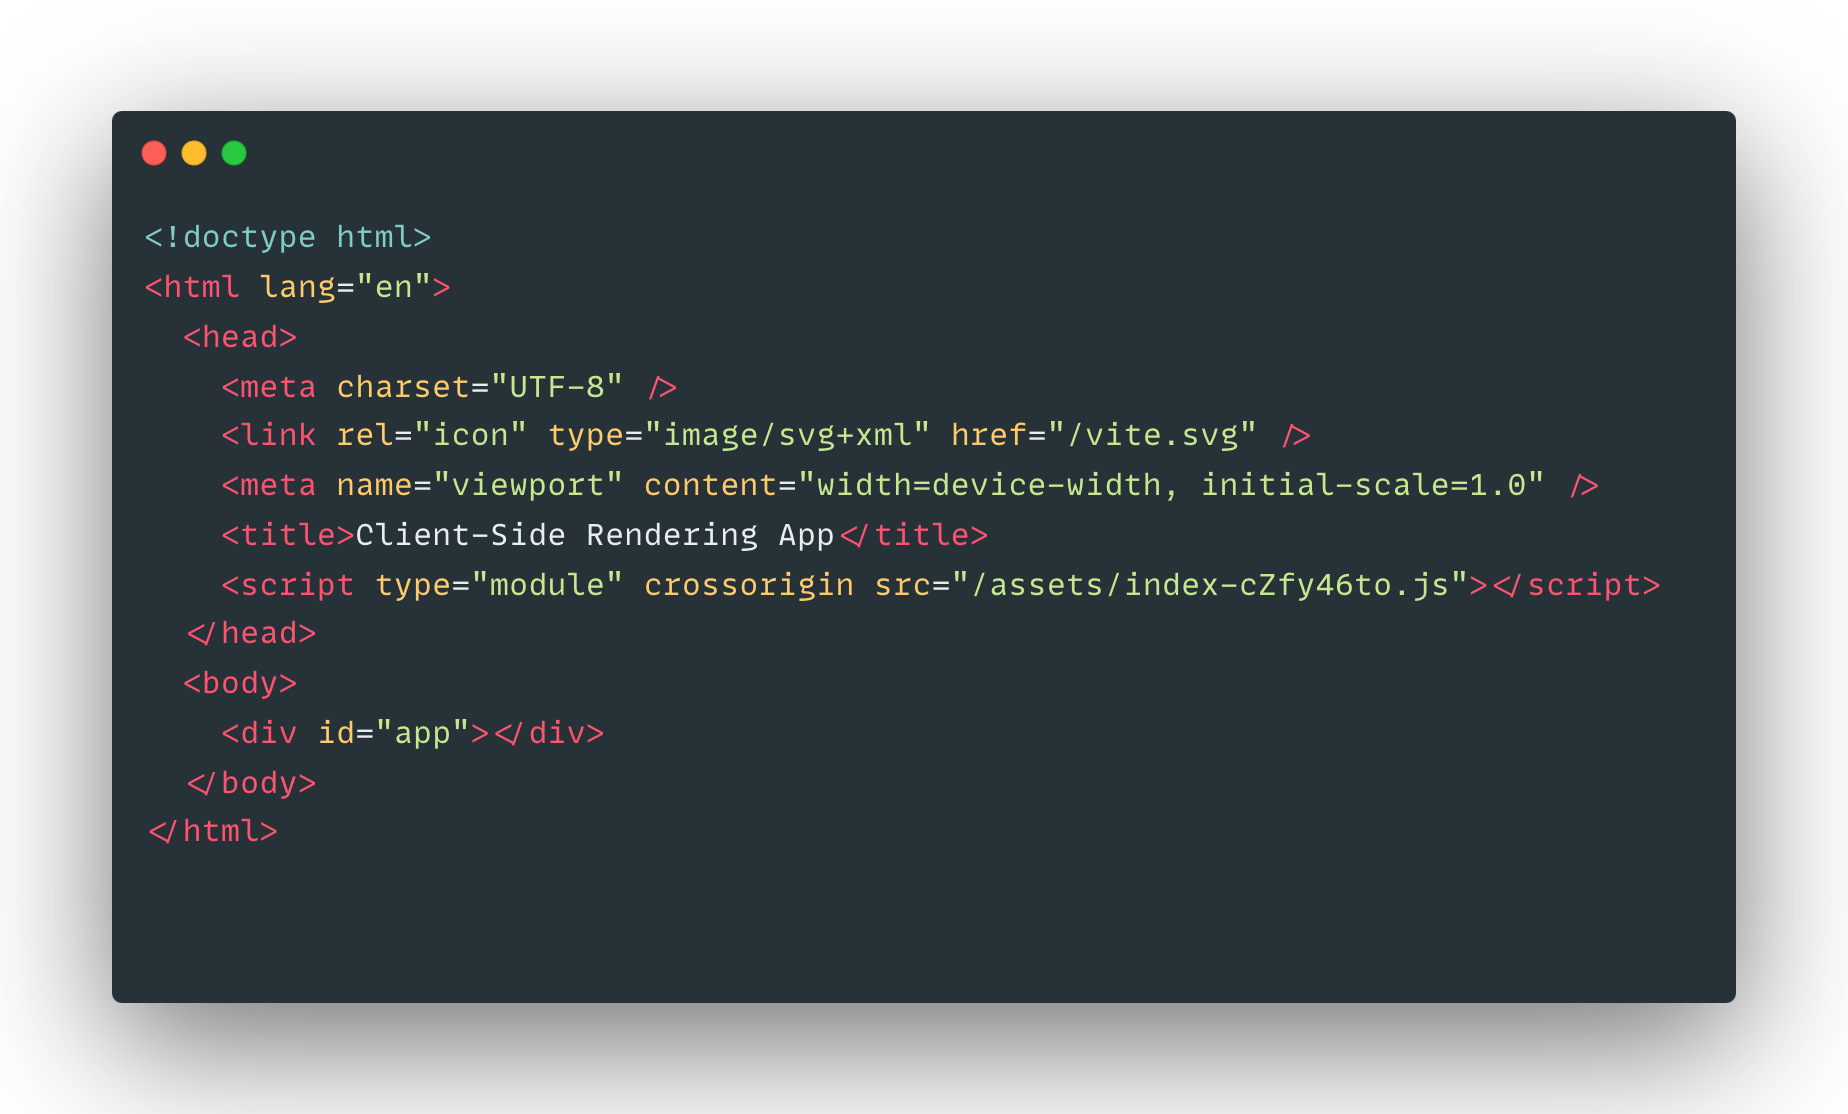 <!doctype html>
<html lang="en">
  <head>
    <meta charset="UTF-8" />
    <link rel="icon" type="image/svg+xml" href="/vite.svg" />
    <meta name="viewport" content="width=device-width, initial-scale=1.0" />
    <title>Client-Side Rendering App</title>
    <script type="module" crossorigin src="/assets/index-cZfy46to.js"></script>
  </head>
  <body>
    <div id="app"></div>
  </body>
</html>